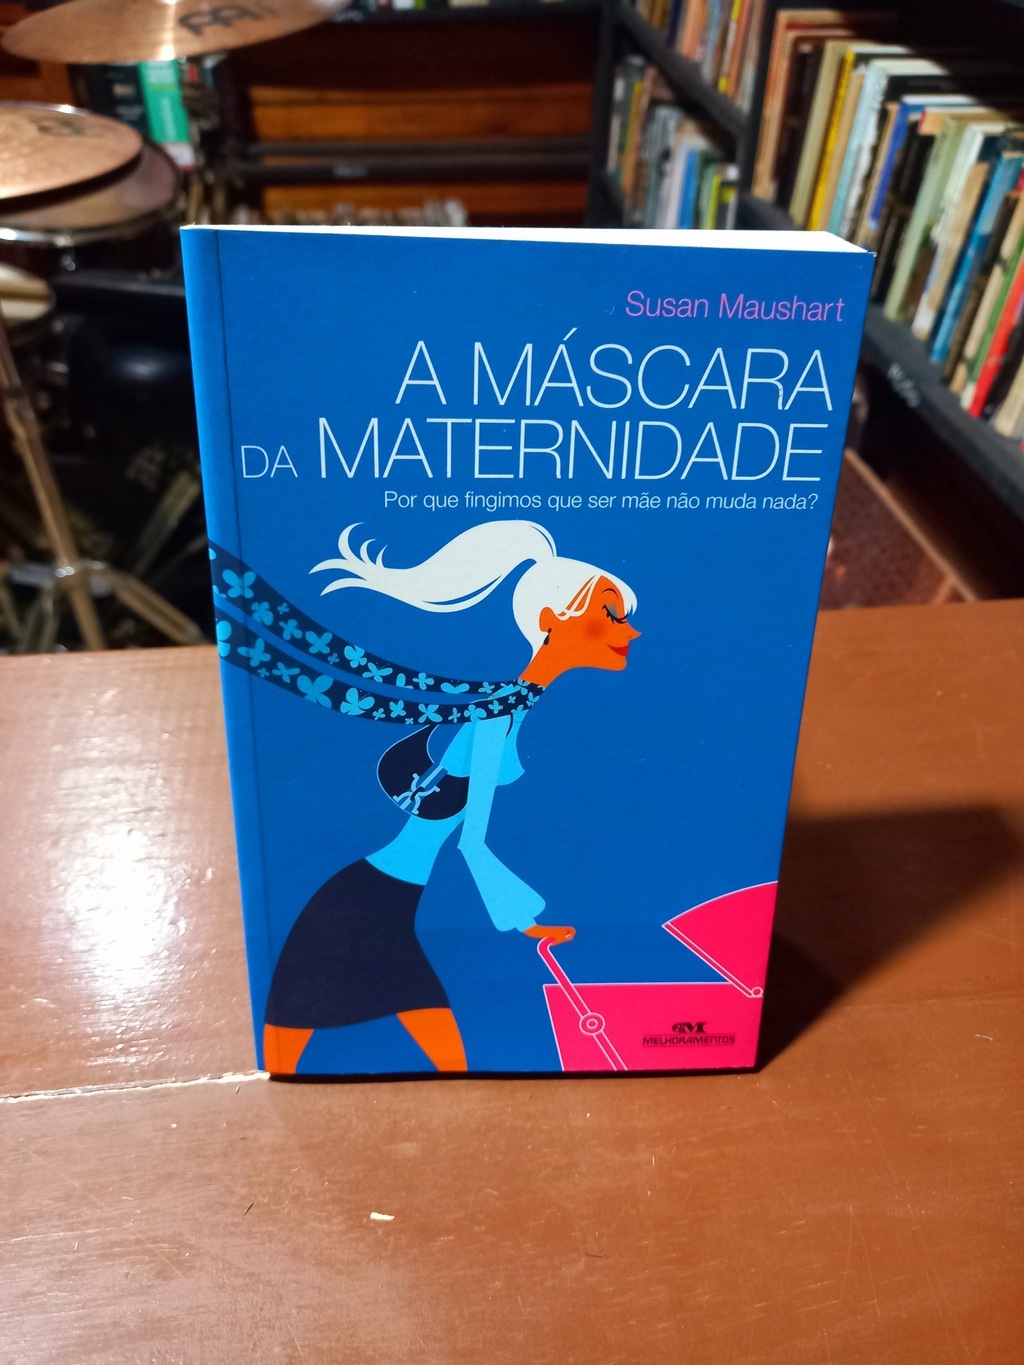 Susan Maushart
A MÁSCARA
DA MATERNIDADE
Por que fingimos que ser mãe não muda nada?
MELHORAMENTOS